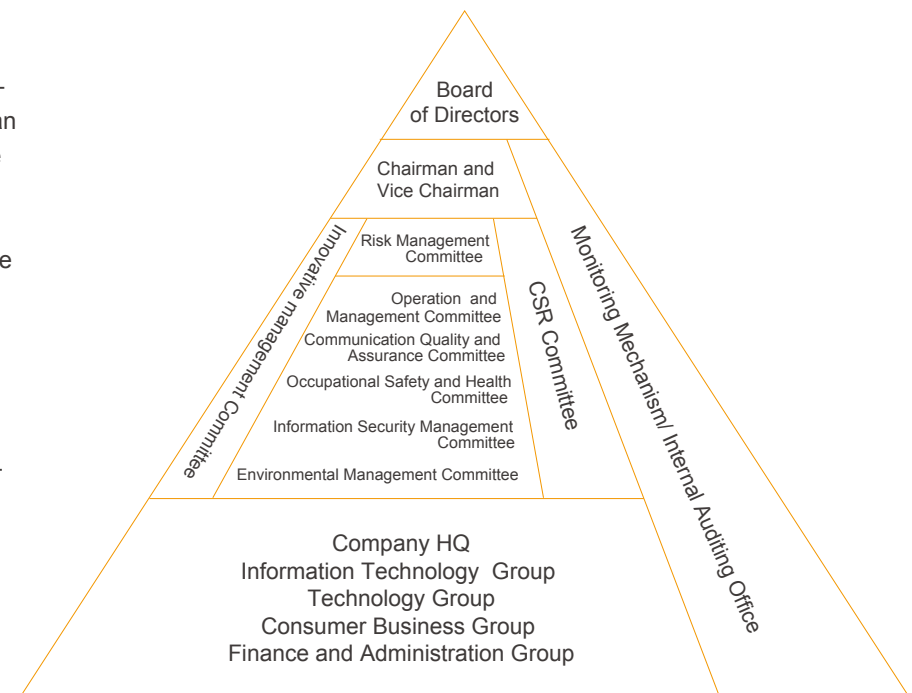 Board
of Directors
Chairman and
Vice Chairman
Innovative management Committee
Risk Management
Committee
Operation and
Management Committee
Communication Quality and
Assurance Committee
Occupational Safety and Health
Committee
Information Security Management
Committee
Environmental Management Committee
CSR Committee
Monitoring Mechanism/ Internal Auditing Office
Company HQ
Information Technology Group
Technology Group
Consumer Business Group
Finance and Administration Group